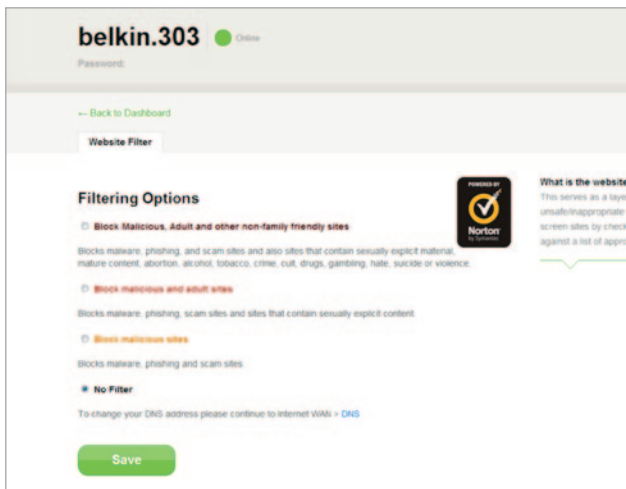 belkin.303 Online
Password:
← Back to Dashboard
Website Filter
Filtering Options
Block Malicious, Adult and other non-family friendly sites
Blocks malware, phishing, and scam sites and also sites that contain sexually explicit material,
mature content, abortion, alcohol, tobacco, crime, cult, drugs, gambling, hate, suicide or violence.
Block malicious and adult sites
Blocks malware, phishing, scam sites and sites that contain sexually explicit content.
Block malicious sites
Blocks malware, phishing and scam sites.
No Filter
To change your DNS address please continue to Internet WAN > DNS
Save
POWERED BY
Norton
by Symantec
What is the website
This serves as a laye
unsafe/inappropriate
screen sites by check
against a list of appro